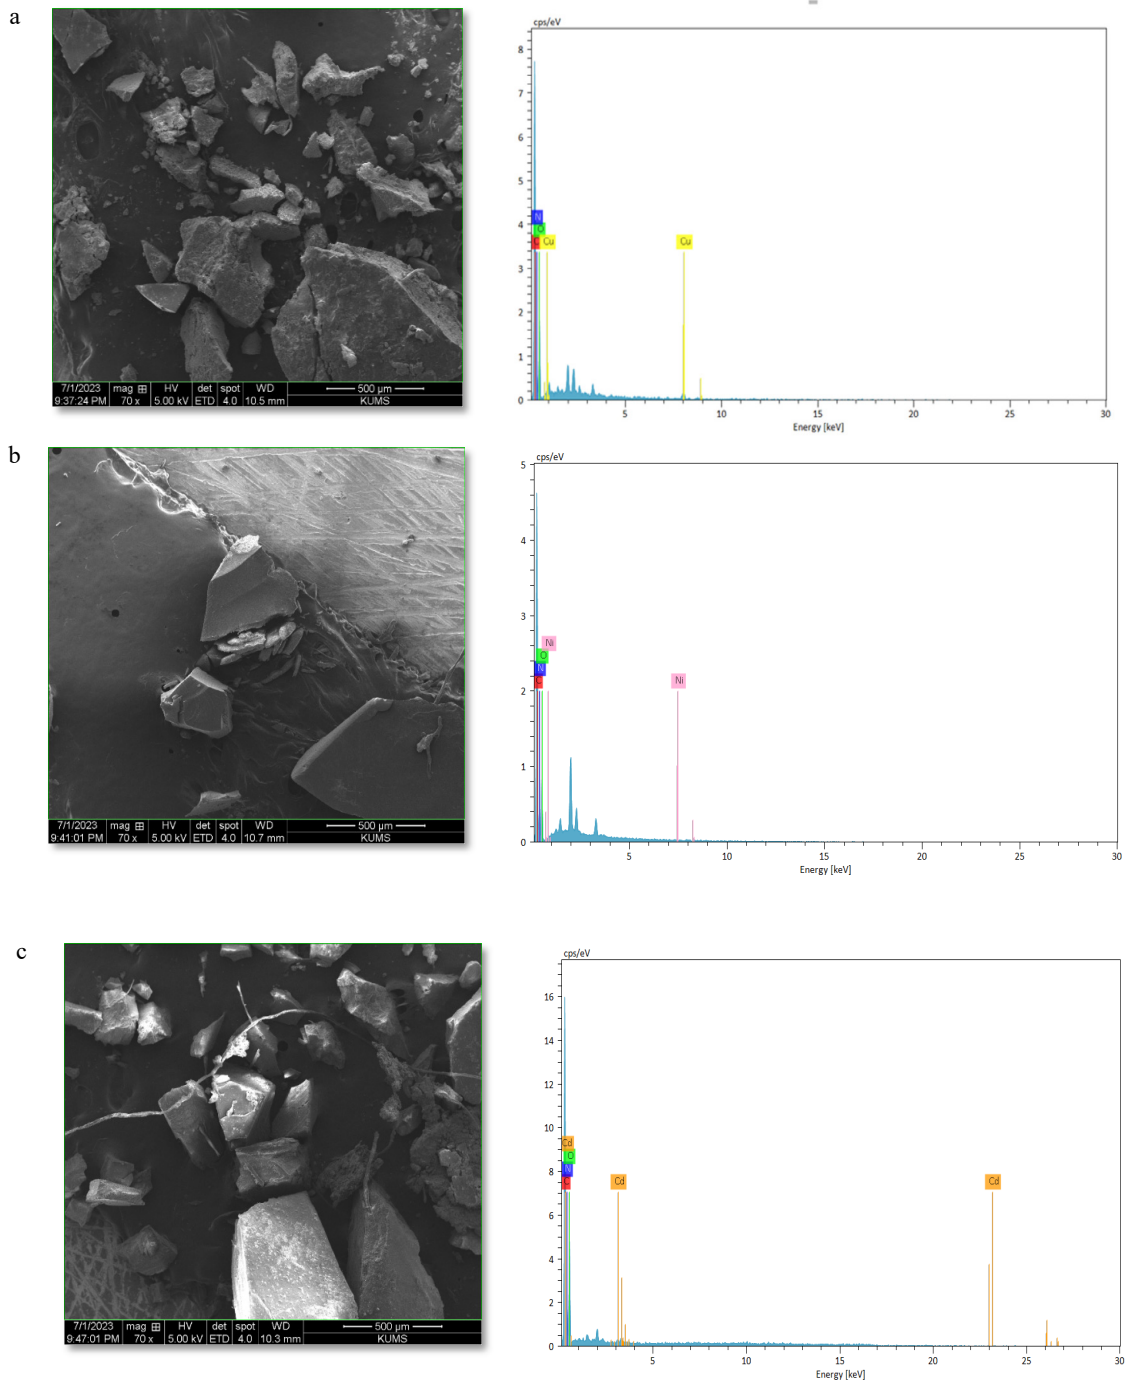 a
7/1/2023 mag HV det spot WD 500 µm
9:37:24 PM 70 x 5.00 kV ETD 4.0 10.5 mm KUMS
cps/eV
8
7
6
5
4
3
2
1
0
N
O
C Cu
Cu
5 10 15 20 25 30
Energy [keV]
b
7/1/2023 mag HV det spot WD 500 µm
9:41:01 PM 70 x 5.00 kV ETD 4.0 10.7 mm KUMS
cps/eV
5
4
3
2
1
0
Ni
O
N
C
Ni
5 10 15 20 25 30
Energy [keV]
c
7/1/2023 mag HV det spot WD 500 µm
9:47:01 PM 70 x 5.00 kV ETD 4.0 10.3 mm KUMS
cps/eV
16
14
12
10
8
6
4
2
0
Cd
O
N
C
Cd
Cd
5 10 15 20 25 30
Energy [keV]